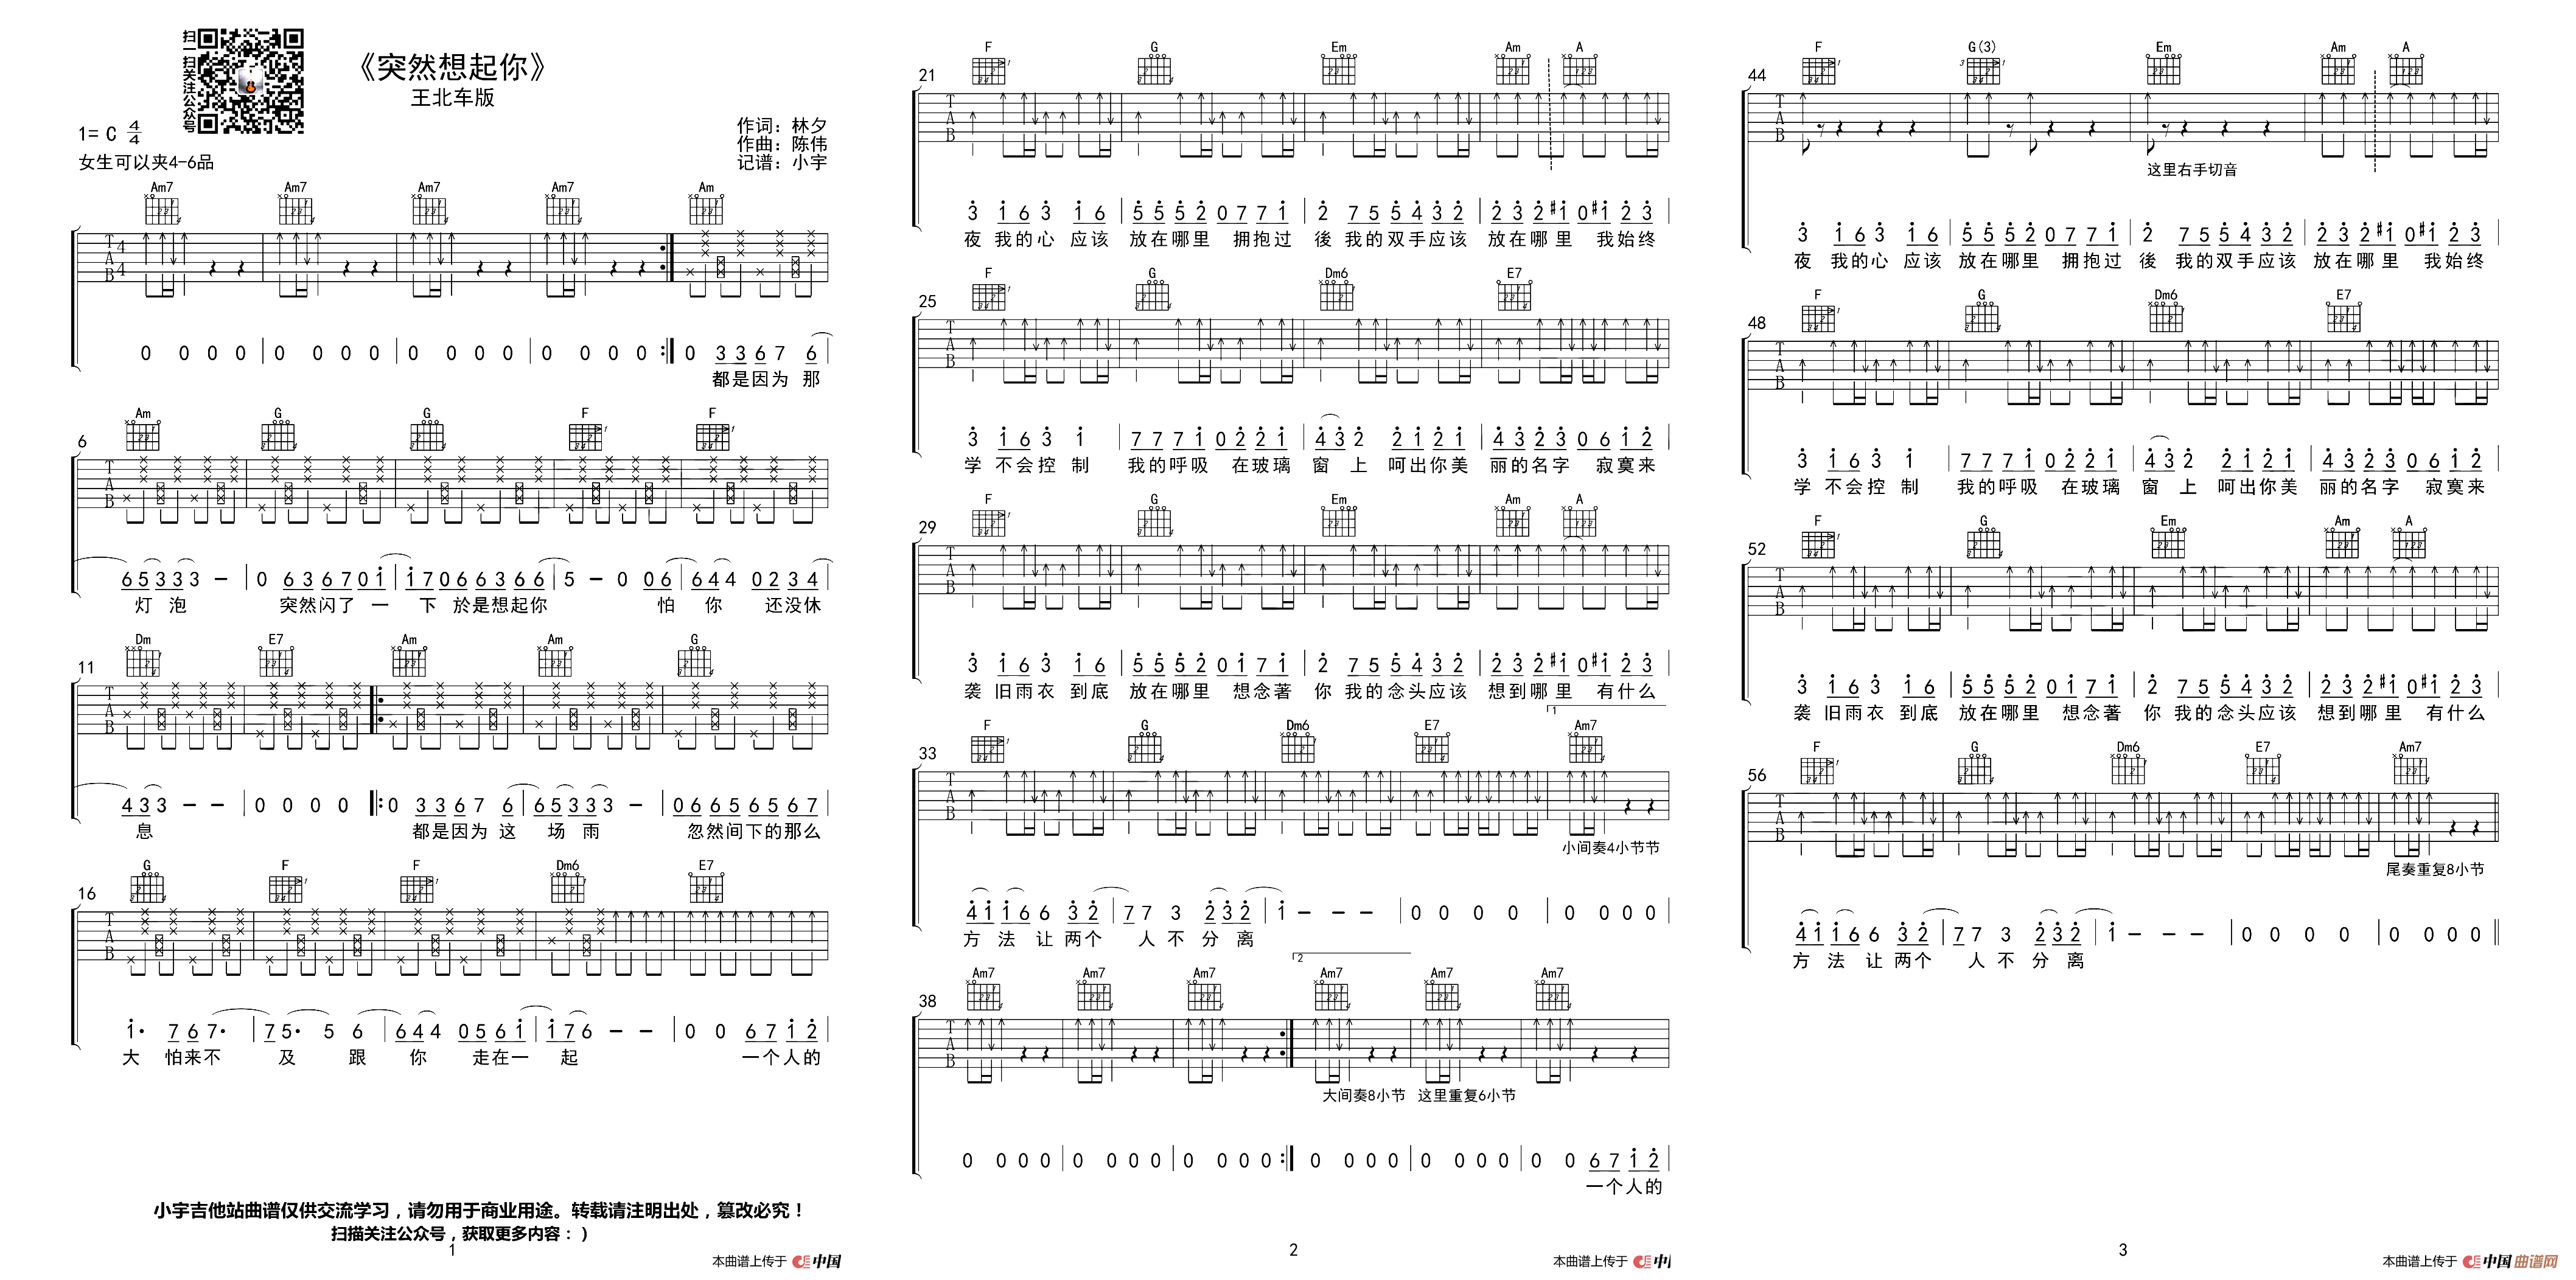 扫一扫关注公众号
《突然想起你》
王北车版
1= C 4/4
女生可以夹4-6品
作词：林夕
作曲：陈伟
记谱：小宇
Am7 Am7 Am7 Am7 Am
0 0 0 0 0 0 0 0 0 0 0 0 0 0 0 0 0 3 3 6 7 6
都是因为 那
6
Am G G F F
6 5 3 3 3 - 0 6 3 6 7 0 1 1 7 0 6 6 3 6 6 5 - 0 0 6 6 4 4 0 2 3 4
灯 泡 突然闪了 一 下 於是想起你 怕 你 还没休
11
Dm E7 Am Am G
4 3 3 - - 0 0 0 0 0 3 3 6 7 6 6 5 3 3 3 - 0 6 6 5 6 5 6 7
息 都是因为 这 场 雨 忽然间下的那么
16
G F F Dm6 E7
1· 7 6 7· 7 5· 5 6 6 4 4 0 5 6 1 1 7 6 - - 0 0 6 7 1 2
大 怕来不 及 跟 你 走在一 起 一个人的
小宇吉他站曲谱仅供交流学习，请勿用于商业用途。转载请注明出处，篡改必究！
扫描关注公众号，获取更多内容：）
1
本曲谱上传于 中国
21
F G Em Am A
3 1 6 3 1 6 5 5 5 2 0 7 7 1 2 7 5 5 4 3 2 2 3 2 #1 0 #1 2 3
夜 我的心 应该 放在哪里 拥抱过 後 我的双手应该 放在哪 里 我始终
25
F G Dm6 E7
3 1 6 3 1 7 7 7 1 0 2 2 1 4 3 2 2 1 2 1 4 3 2 3 0 6 1 2
学 不会控 制 我的呼吸 在玻璃 窗 上 呵出你美 丽的名字 寂寞来
29
F G Em Am A
3 1 6 3 1 6 5 5 5 2 0 1 7 1 2 7 5 5 4 3 2 2 3 2 #1 0 #1 2 3
袭 旧雨衣 到底 放在哪里 想念著 你 我的念头应该 想到哪 里 有什么
33
F G Dm6 E7 1 Am7
小间奏4小节节
4 1 1 6 6 3 2 7 7 3 2 3 2 1 - - - 0 0 0 0 0 0 0 0
方 法 让 两个 人 不 分 离
38
Am7 Am7 Am7 2 Am7 Am7 Am7
大间奏8小节 这里重复6小节
0 0 0 0 0 0 0 0 0 0 0 0 0 0 0 0 0 0 0 0 0 0 6 7 1 2
一个人的
2
本曲谱上传于 中国
44
F G(3) Em Am A
这里右手切音
3 1 6 3 1 6 5 5 5 2 0 7 7 1 2 7 5 5 4 3 2 2 3 2 #1 0 #1 2 3
夜 我的心 应该 放在哪里 拥抱过 後 我的双手应该 放在哪 里 我始终
48
F G Dm6 E7
3 1 6 3 1 7 7 7 1 0 2 2 1 4 3 2 2 1 2 1 4 3 2 3 0 6 1 2
学 不会控 制 我的呼吸 在玻璃 窗 上 呵出你美 丽的名字 寂寞来
52
F G Em Am A
3 1 6 3 1 6 5 5 5 2 0 1 7 1 2 7 5 5 4 3 2 2 3 2 #1 0 #1 2 3
袭 旧雨衣 到底 放在哪里 想念著 你 我的念头应该 想到哪 里 有什么
56
F G Dm6 E7 Am7
尾奏重复8小节
4 1 1 6 6 3 2 7 7 3 2 3 2 1 - - - 0 0 0 0 0 0 0 0
方 法 让 两个 人 不 分 离
3
本曲谱上传于 中国曲谱网